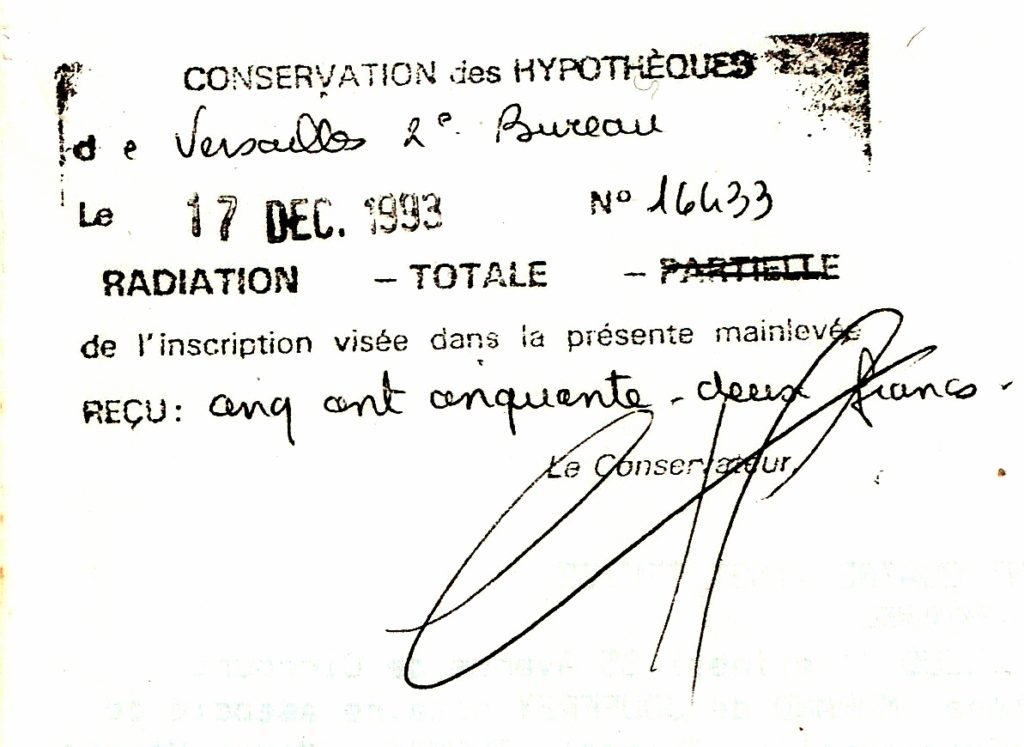 CONSERVATION des HYPOTHÈQUES
de Versailles 2e. Bureau
Le 17 DEC. 1993 No 16433
RADIATION – TOTALE – PARTIELLE
de l'inscription visée dans la présente mainlevée
REÇU : cinq cent cinquante - deux francs -
Le Conservateur,